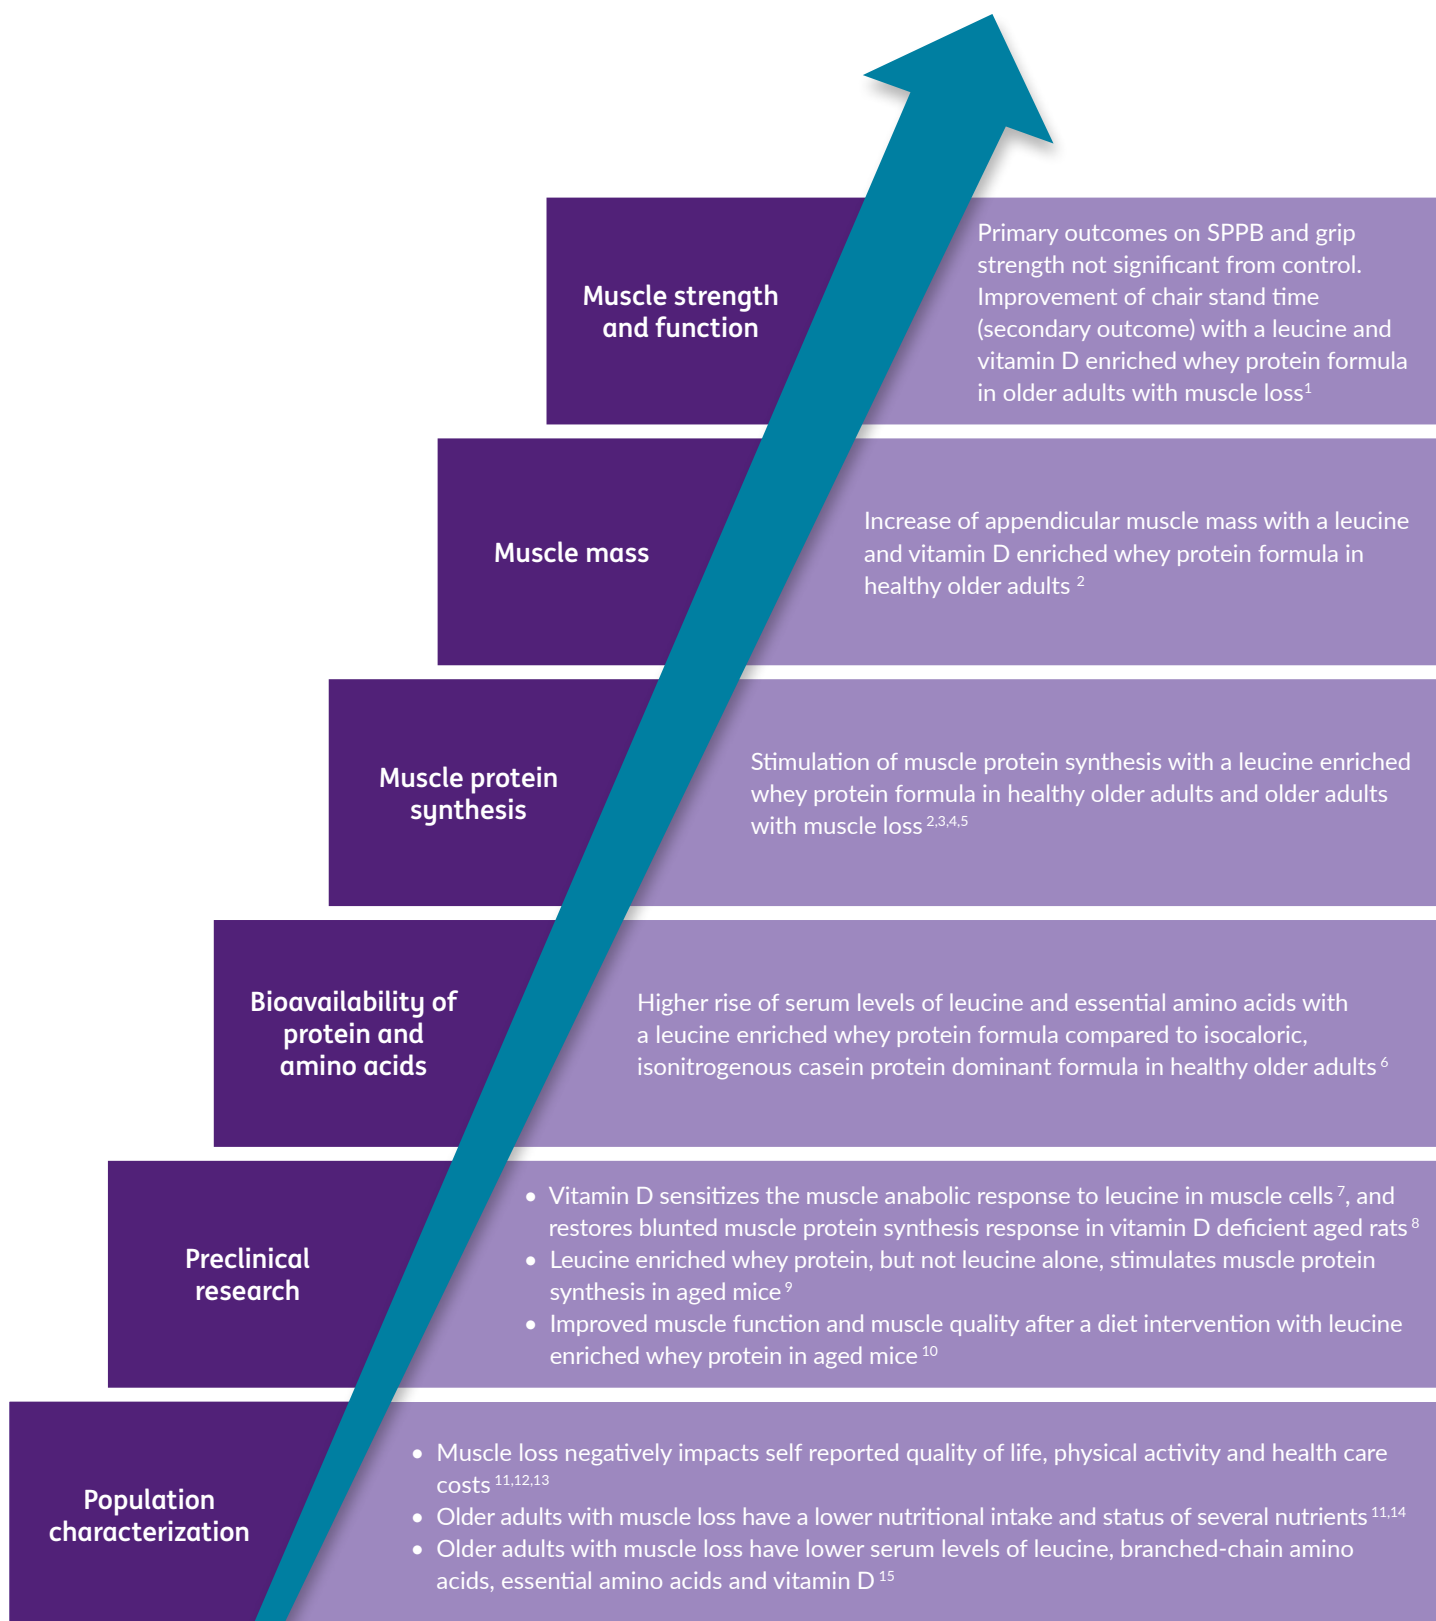 Muscle strength
and function
Primary outcomes on SPPB and grip
strength not significant from control.
Improvement of chair stand time
(secondary outcome) with a leucine and
vitamin D enriched whey protein formula
in older adults with muscle loss1
Muscle mass
Increase of appendicular muscle mass with a leucine
and vitamin D enriched whey protein formula in
healthy older adults 2
Muscle protein
synthesis
Stimulation of muscle protein synthesis with a leucine enriched
whey protein formula in healthy older adults and older adults
with muscle loss 2,3,4,5
Bioavailability of
protein and
amino acids
Higher rise of serum levels of leucine and essential amino acids with
a leucine enriched whey protein formula compared to isocaloric,
isonitrogenous casein protein dominant formula in healthy older adults 6
Preclinical
research
• Vitamin D sensitizes the muscle anabolic response to leucine in muscle cells 7, and
restores blunted muscle protein synthesis response in vitamin D deficient aged rats 8
• Leucine enriched whey protein, but not leucine alone, stimulates muscle protein
synthesis in aged mice 9
• Improved muscle function and muscle quality after a diet intervention with leucine
enriched whey protein in aged mice 10
Population
characterization
• Muscle loss negatively impacts self reported quality of life, physical activity and health care
costs 11,12,13
• Older adults with muscle loss have a lower nutritional intake and status of several nutrients 11,14
• Older adults with muscle loss have lower serum levels of leucine, branched-chain amino
acids, essential amino acids and vitamin D 15